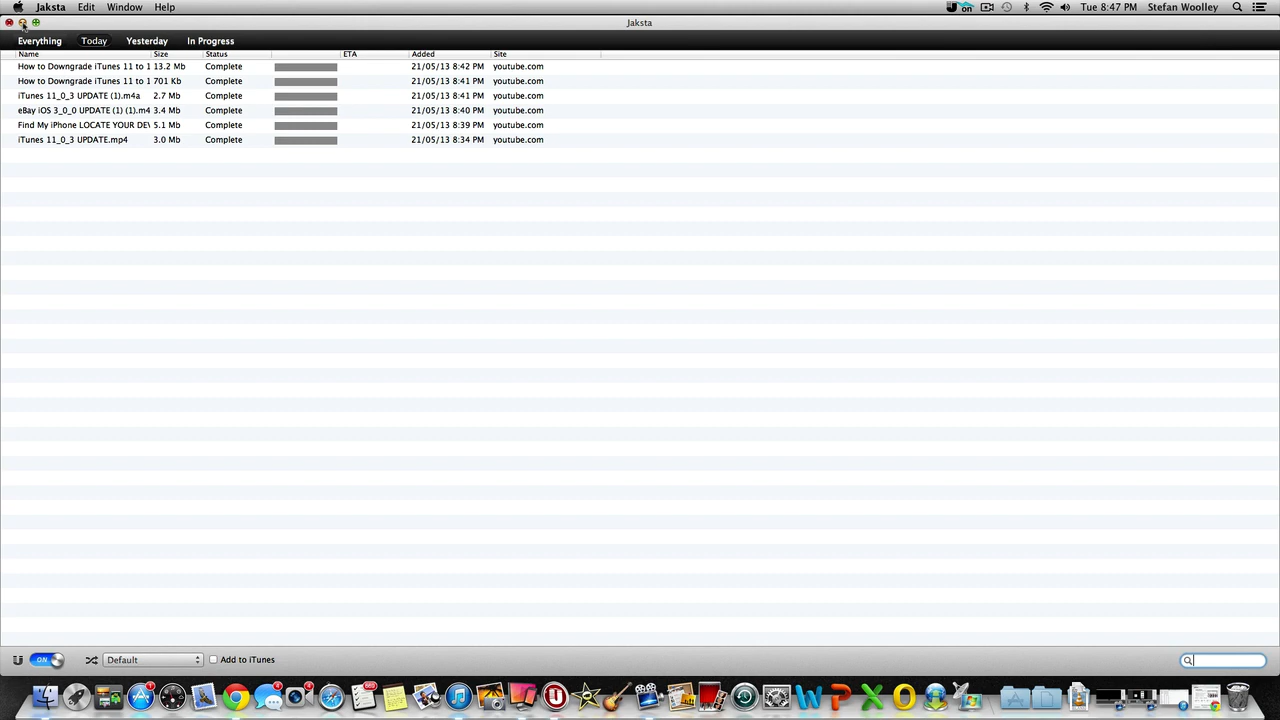 Jaksta Edit Window Help on Tue 8:47 PM Stefan Woolley
Jaksta
Everything Today Yesterday In Progress
Name Size Status ETA Added Site
How to Downgrade iTunes 11 to 1 13.2 Mb Complete 21/05/13 8:42 PM youtube.com
How to Downgrade iTunes 11 to 1 701 Kb Complete 21/05/13 8:41 PM youtube.com
iTunes 11_0_3 UPDATE (1).m4a 2.7 Mb Complete 21/05/13 8:41 PM youtube.com
eBay iOS 3_0_0 UPDATE (1) (1).m4 3.4 Mb Complete 21/05/13 8:40 PM youtube.com
Find My iPhone LOCATE YOUR DEV 5.1 Mb Complete 21/05/13 8:39 PM youtube.com
iTunes 11_0_3 UPDATE.mp4 3.0 Mb Complete 21/05/13 8:34 PM youtube.com
ON Default Add to iTunes